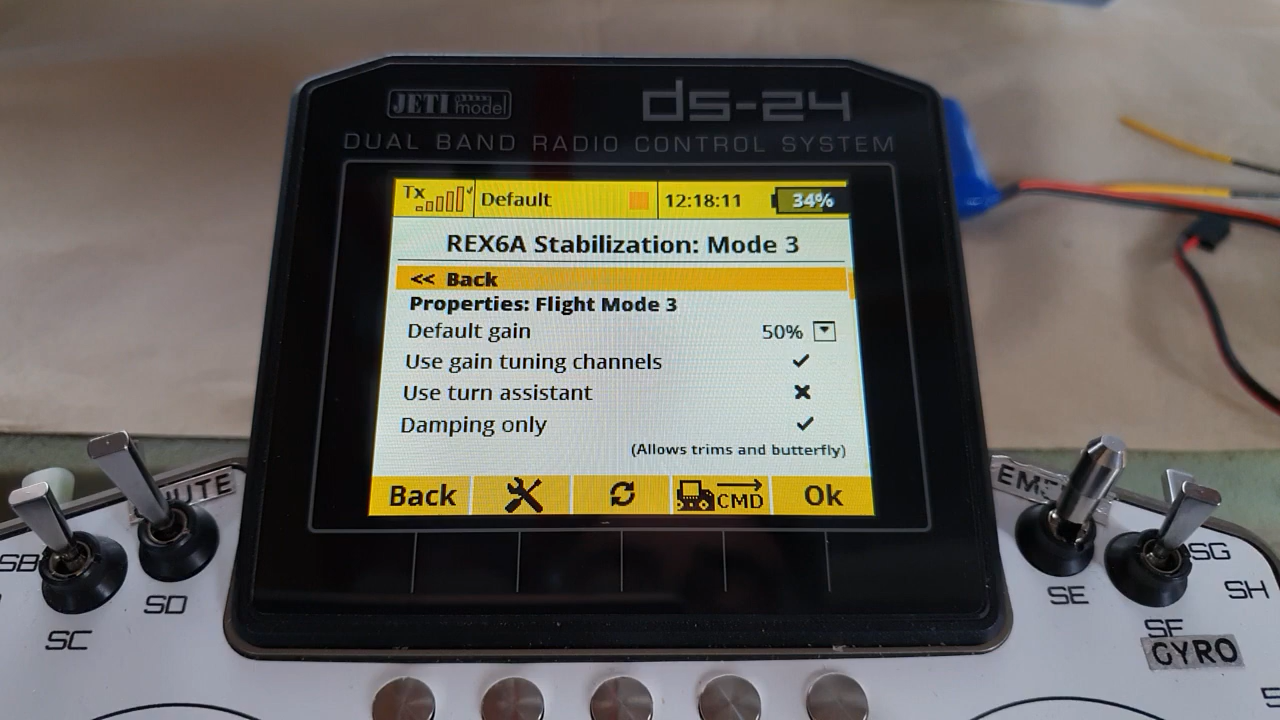 JETI model
ds-24
DUAL BAND RADIO CONTROL SYSTEM
Tx Default 12:18:11 34%
REX6A Stabilization: Mode 3
<< Back
Properties: Flight Mode 3
Default gain 50%
Use gain tuning channels
Use turn assistant
Damping only
(Allows trims and butterfly)
Back CMD Ok
SB
SD
SC
SE
SG
SH
SF
GYRO